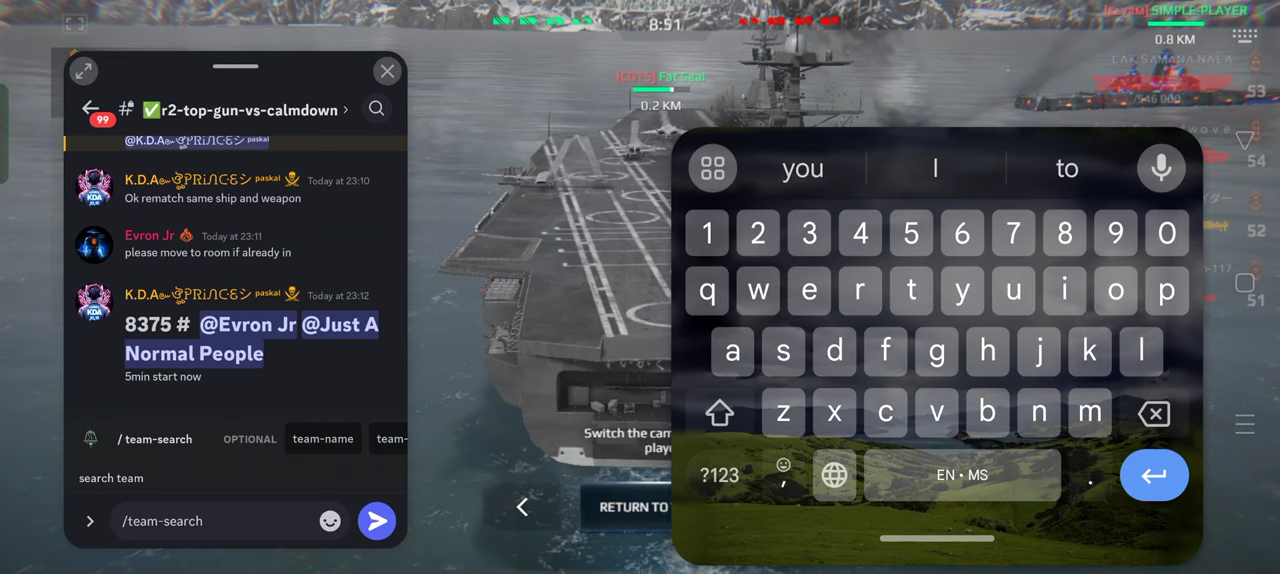 8:51
SIMPLE-PLAYER
0.8 KM
LAKSAMANA NALA
[CDTS] Fat Seal
0.2 KM
53
54
52
51
99
✅r2-top-gun-vs-calmdown ›
Today at 23:10
Ok rematch same ship and weapon
Evron Jr 🔥 Today at 23:11
please move to room if already in
Today at 23:12
8375 # @Evron Jr @Just A
Normal People
5min start now
/ team-search OPTIONAL team-name team-
search team
/team-search
Switch the cam
playe
RETURN TO
you I to
1 2 3 4 5 6 7 8 9 0
q w e r t y u i o p
a s d f g h j k l
z x c v b n m
?123 , EN • MS .